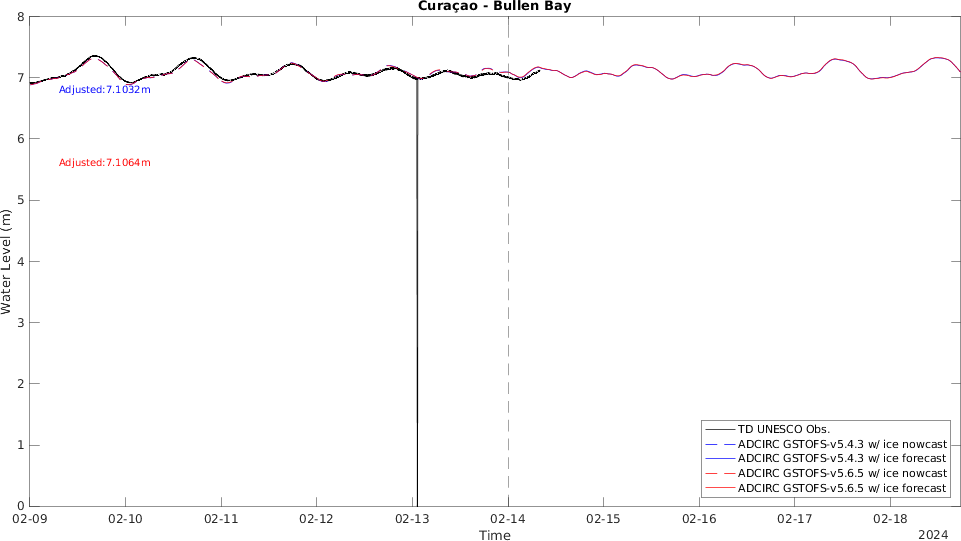 Curaçao - Bullen Bay
8
7
6
5
4
3
2
1
0
Water Level (m)
Adjusted:7.1032m
Adjusted:7.1064m
TD UNESCO Obs.
ADCIRC GSTOFS-v5.4.3 w/ ice nowcast
ADCIRC GSTOFS-v5.4.3 w/ ice forecast
ADCIRC GSTOFS-v5.6.5 w/ ice nowcast
ADCIRC GSTOFS-v5.6.5 w/ ice forecast
02-09 02-10 02-11 02-12 02-13 02-14 02-15 02-16 02-17 02-18
Time
2024